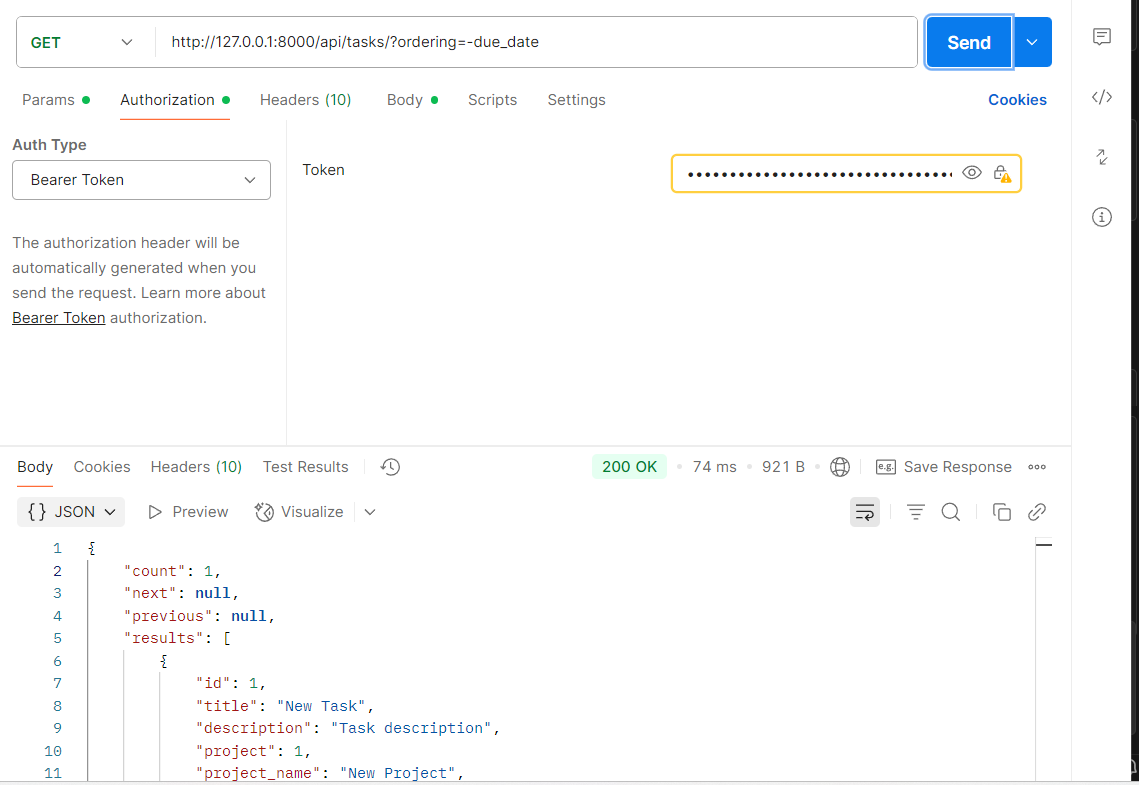 GET http://127.0.0.1:8000/api/tasks/?ordering=-due_date Send
Params Authorization Headers (10) Body Scripts Settings Cookies
Auth Type
Bearer Token
Token ••••••••••••••••••••••••••••••••
The authorization header will be
automatically generated when you
send the request. Learn more about
Bearer Token authorization.
Body Cookies Headers (10) Test Results 200 OK • 74 ms • 921 B • e.g. Save Response
{} JSON Preview Visualize
1 {
2 "count": 1,
3 "next": null,
4 "previous": null,
5 "results": [
6 {
7 "id": 1,
8 "title": "New Task",
9 "description": "Task description",
10 "project": 1,
11 "project_name": "New Project",